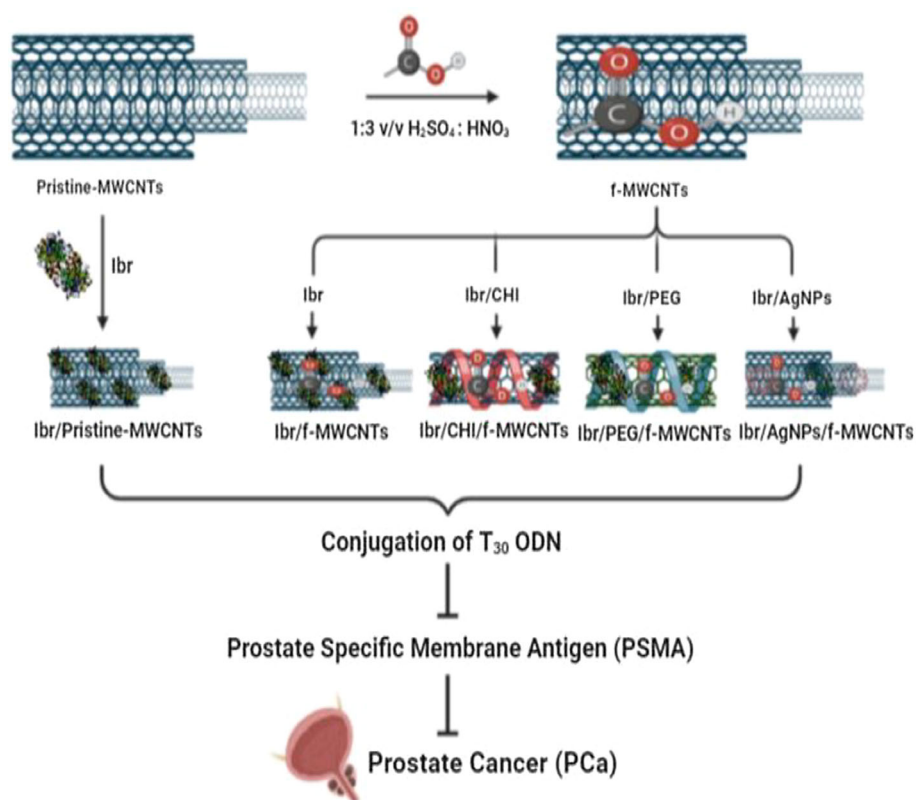 O
C
O
H
1:3 v/v H₂SO₄: HNO₃
O
C
O
H
Pristine-MWCNTs
f-MWCNTs
Ibr
Ibr
Ibr/CHI
Ibr/PEG
Ibr/AgNPs
Ibr/Pristine-MWCNTs
Ibr/f-MWCNTs
Ibr/CHI/f-MWCNTs
Ibr/PEG/f-MWCNTs
Ibr/AgNPs/f-MWCNTs
Conjugation of T₃₀ ODN
Prostate Specific Membrane Antigen (PSMA)
Prostate Cancer (PCa)